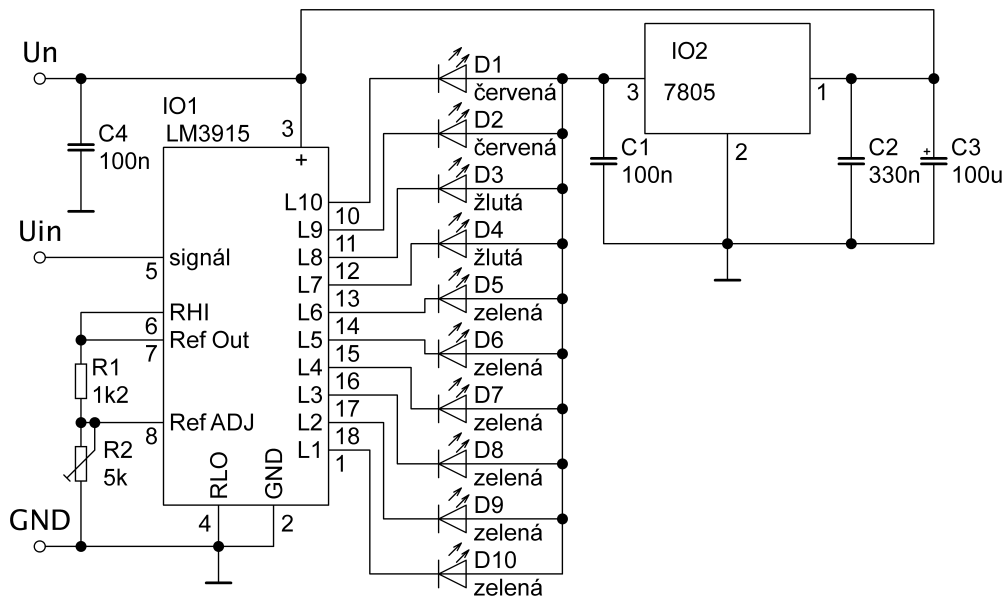 Un
C4
100n
IO1
LM3915
3
+
Uin
5
signál
RHI
6
Ref Out
7
R1
1k2
Ref ADJ
8
R2
5k
RLO
GND
4
2
GND
L10
10
L9
11
L8
12
L7
13
L6
14
L5
15
L4
16
L3
17
L2
18
L1
1
D1
červená
D2
červená
D3
žlutá
D4
žlutá
D5
zelená
D6
zelená
D7
zelená
D8
zelená
D9
zelená
D10
zelená
IO2
7805
3
1
2
C1
100n
C2
330n
+
C3
100u